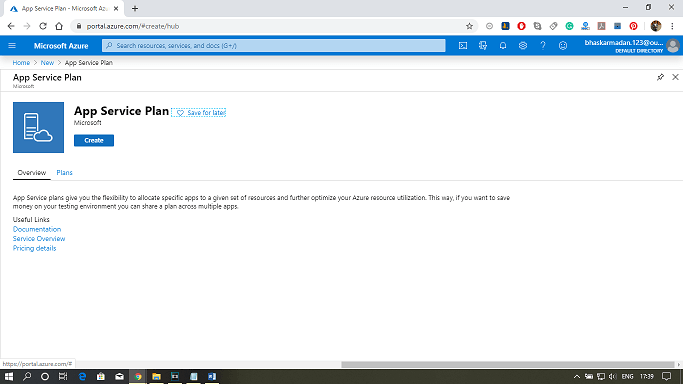 App Service Plan - Microsoft Az
portal.azure.com/#create/hub
Microsoft Azure
Search resources, services, and docs (G+/)
bhaskarmadan.123@ou...
DEFAULT DIRECTORY
Home > New > App Service Plan
App Service Plan
Microsoft
App Service Plan Save for later
Microsoft
Create
Overview Plans
App Service plans give you the flexibility to allocate specific apps to a given set of resources and further optimize your Azure resource utilization. This way, if you want to save
money on your testing environment you can share a plan across multiple apps.
Useful Links
Documentation
Service Overview
Pricing details
https://portal.azure.com/#
ENG 17:39